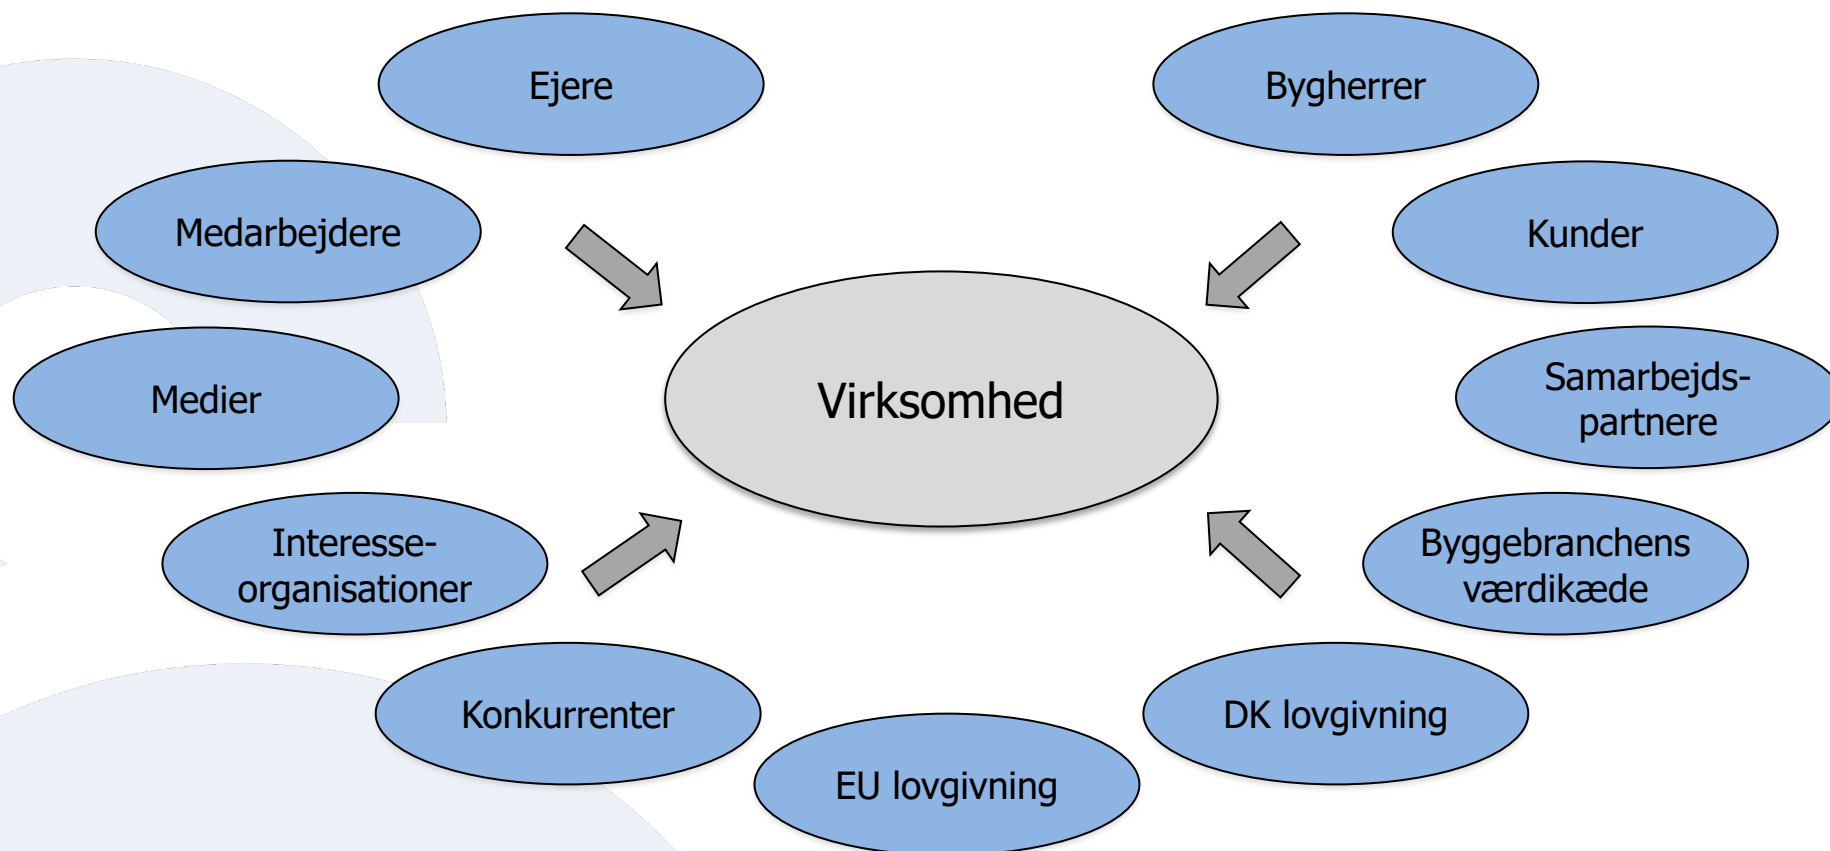 Ejere
Bygherrer
Medarbejdere
Kunder
Medier
Virksomhed
Samarbejds-
partnere
Interesse-
organisationer
Byggebranchens
værdikæde
Konkurrenter
DK lovgivning
EU lovgivning